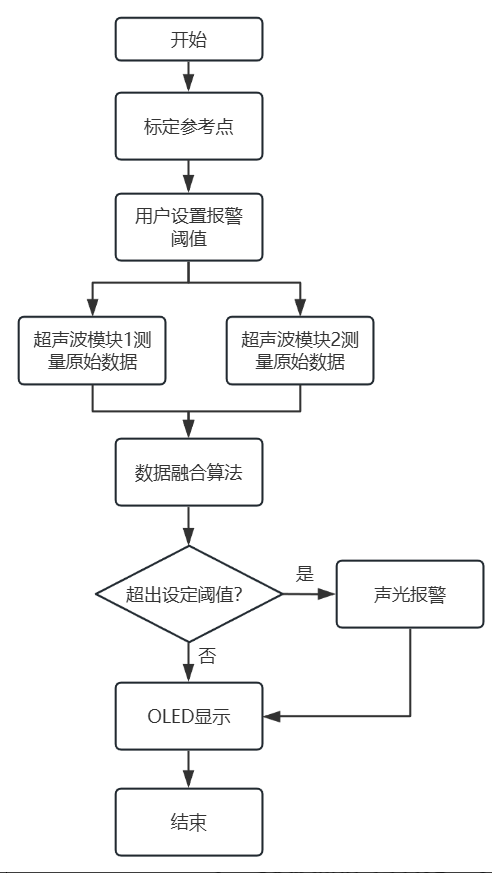 开始
标定参考点
用户设置报警
阈值
超声波模块1测
量原始数据
超声波模块2测
量原始数据
数据融合算法
超出设定阈值?
是
声光报警
否
OLED显示
结束